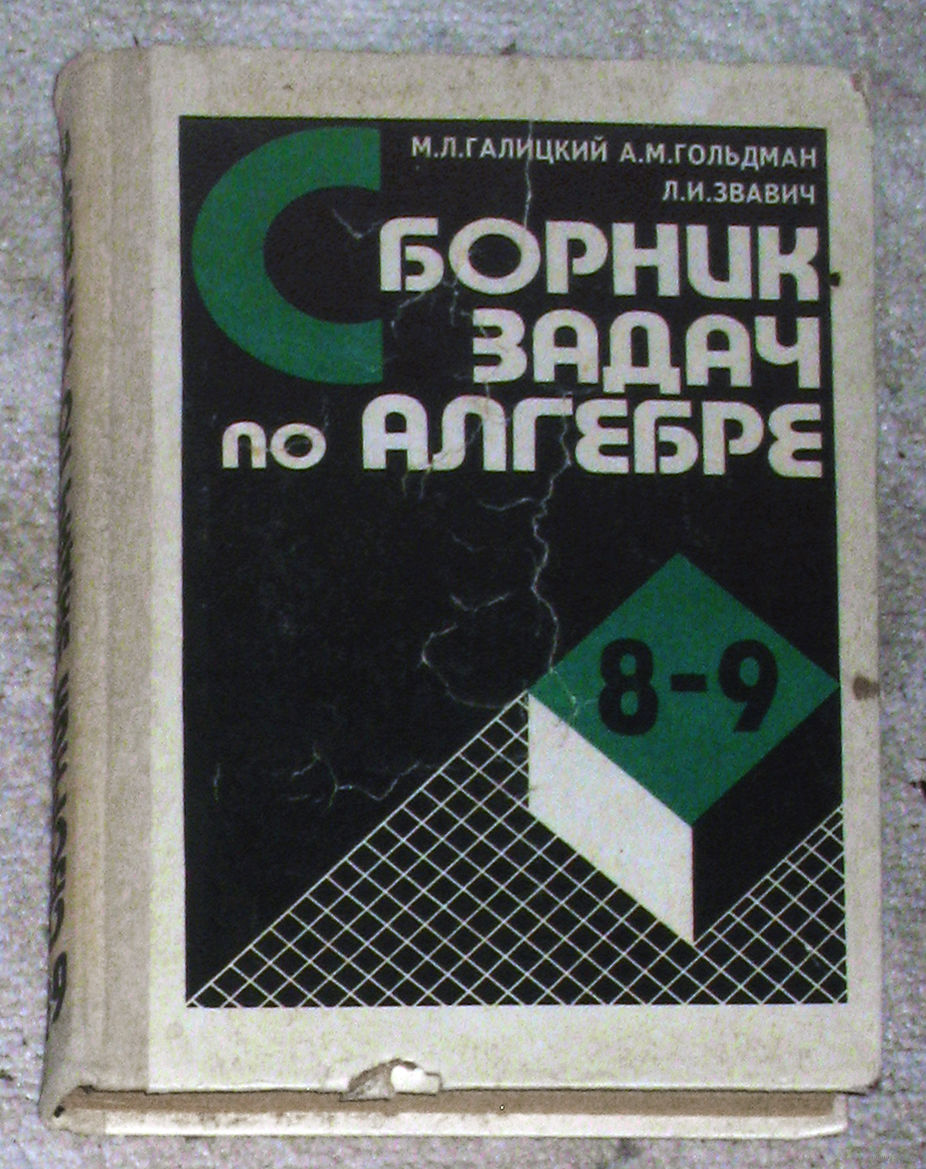 М.Л.ГАЛИЦКИЙ А.М.ГОЛЬДМАН
Л.И.ЗВАВИЧ
СБОРНИК
ЗАДАЧ
ПО АЛГЕБРЕ
8-9